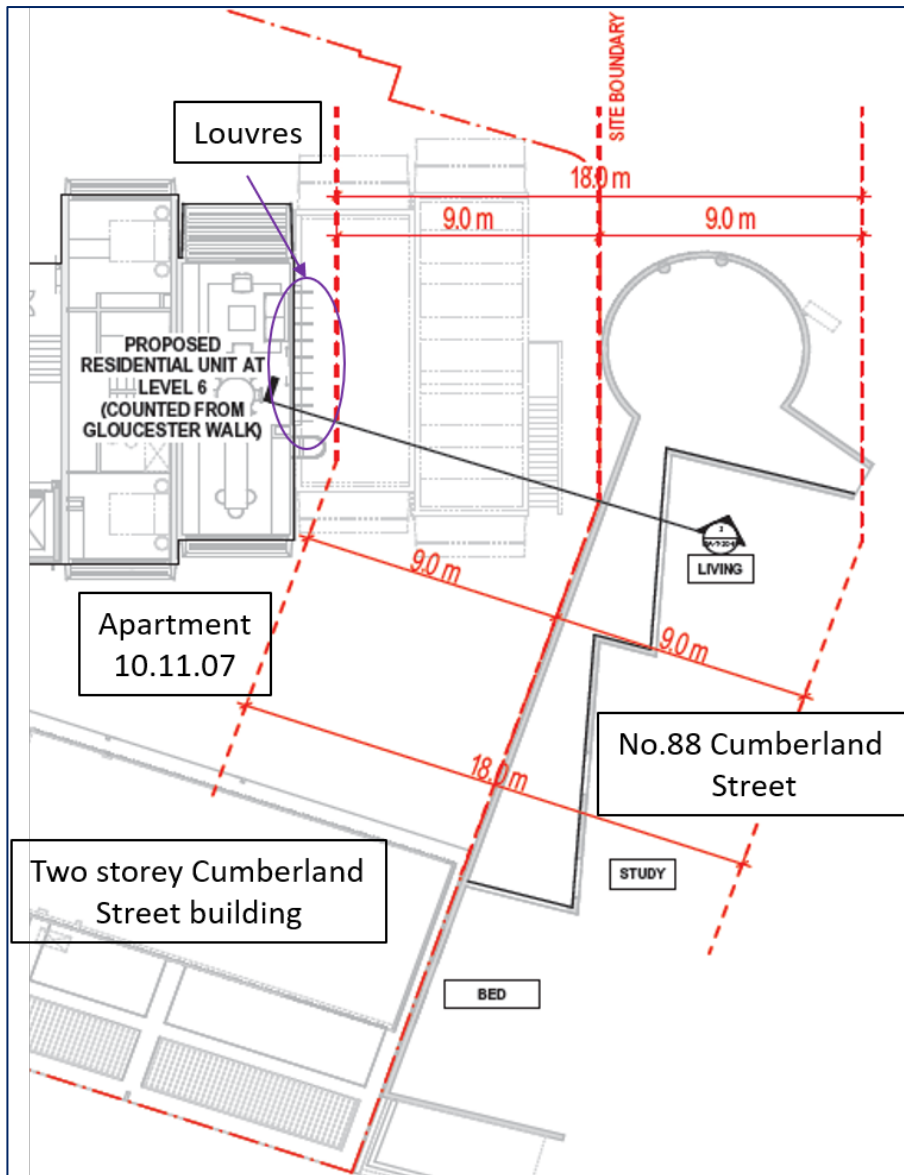 SITE BOUNDARY
Louvres
18.0 m
9.0 m
9.0 m
PROPOSED
RESIDENTIAL UNIT AT
LEVEL 6
(COUNTED FROM
GLOUCESTER WALK)
LIVING
9.0 m
Apartment
10.11.07
9.0 m
No.88 Cumberland
Street
18.0 m
Two storey Cumberland
Street building
STUDY
BED